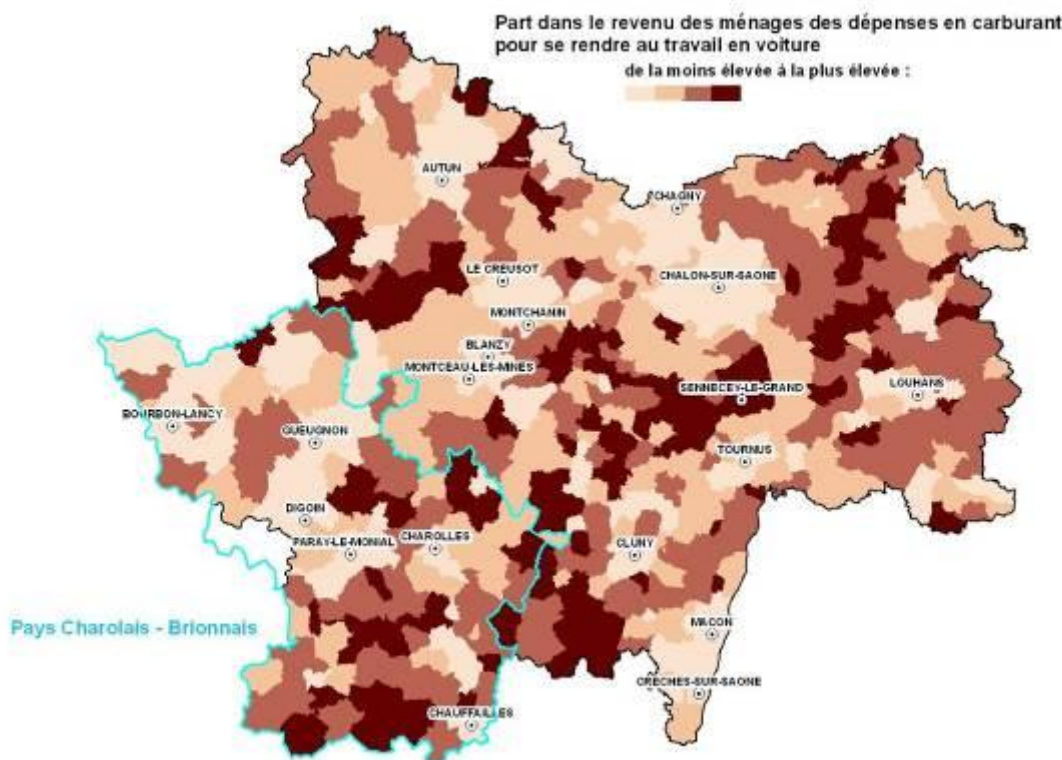 Part dans le revenu des ménages des dépenses en carburant
pour se rendre au travail en voiture
de la moins élevée à la plus élevée :
AUTUN
CHAGNY
LE CREUSOT
CHALON-SUR-SAONE
MONTCHANIN
BLANZY
MONTCEAU-LES-MINES
SENNECEY-LE-GRAND
LOUHANS
BOURBON-LANCY
GUEUGNON
TOURNUS
DIGOIN
PARAY-LE-MONIAL
CHAROLLES
CLUNY
Pays Charolais - Brionnais
MACON
CRECHES-SUR-SAONE
CHAUFFAILLES